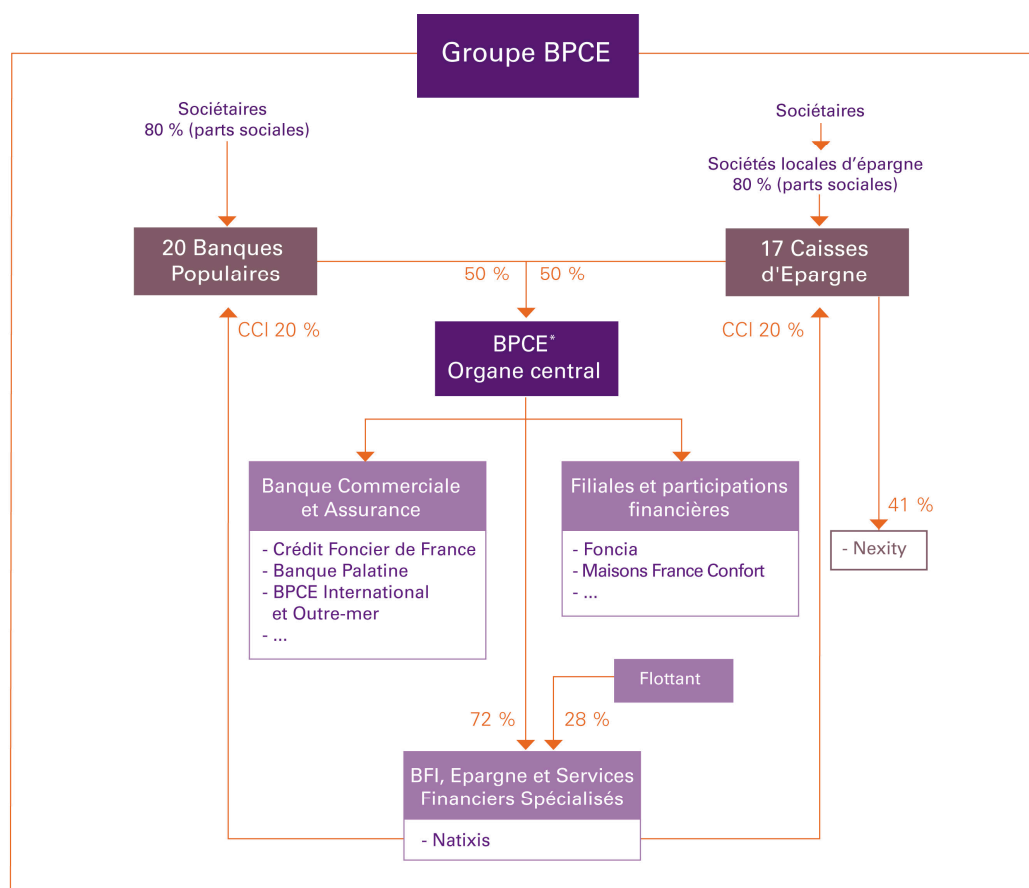 Groupe BPCE
Sociétaires
80 % (parts sociales)
Sociétaires
Sociétés locales d'épargne
80 % (parts sociales)
20 Banques
Populaires
17 Caisses
d'Epargne
50 %
50 %
CCI 20 %
CCI 20 %
BPCE*
Organe central
Banque Commerciale
et Assurance
- Crédit Foncier de France
- Banque Palatine
- BPCE International
et Outre-mer
- ...
Filiales et participations
financières
- Foncia
- Maisons France Confort
- ...
41 %
- Nexity
Flottant
72 %
28 %
BFI, Epargne et Services
Financiers Spécialisés
- Natixis